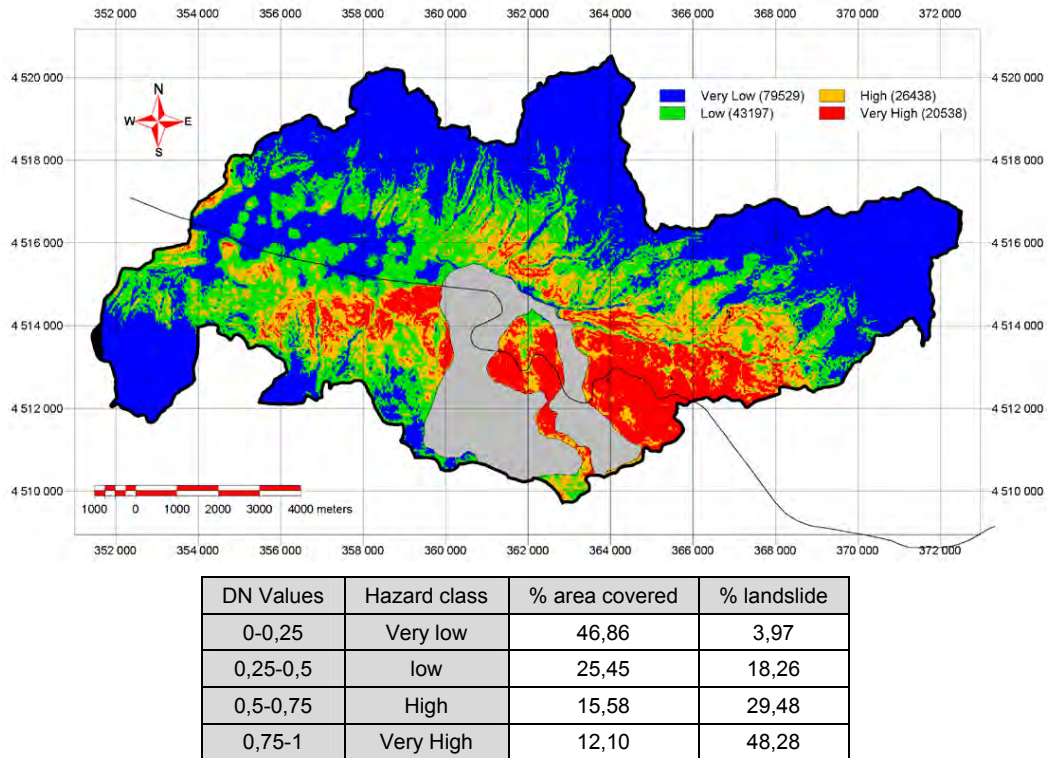 352 000 354 000 356 000 358 000 360 000 362 000 364 000 366 000 368 000 370 000 372 000
4 520 000 4 520 000
N
W E
S
Very Low (79529) High (26438)
Low (43197) Very High (20538)
4 518 000 4 518 000
4 516 000 4 516 000
4 514 000 4 514 000
4 512 000 4 512 000
4 510 000 4 510 000
1000 0 1000 2000 3000 4000 meters
352 000 354 000 356 000 358 000 360 000 362 000 364 000 366 000 368 000 370 000 372 000
DN Values Hazard class % area covered % landslide
0-0,25 Very low 46,86 3,97
0,25-0,5 low 25,45 18,26
0,5-0,75 High 15,58 29,48
0,75-1 Very High 12,10 48,28